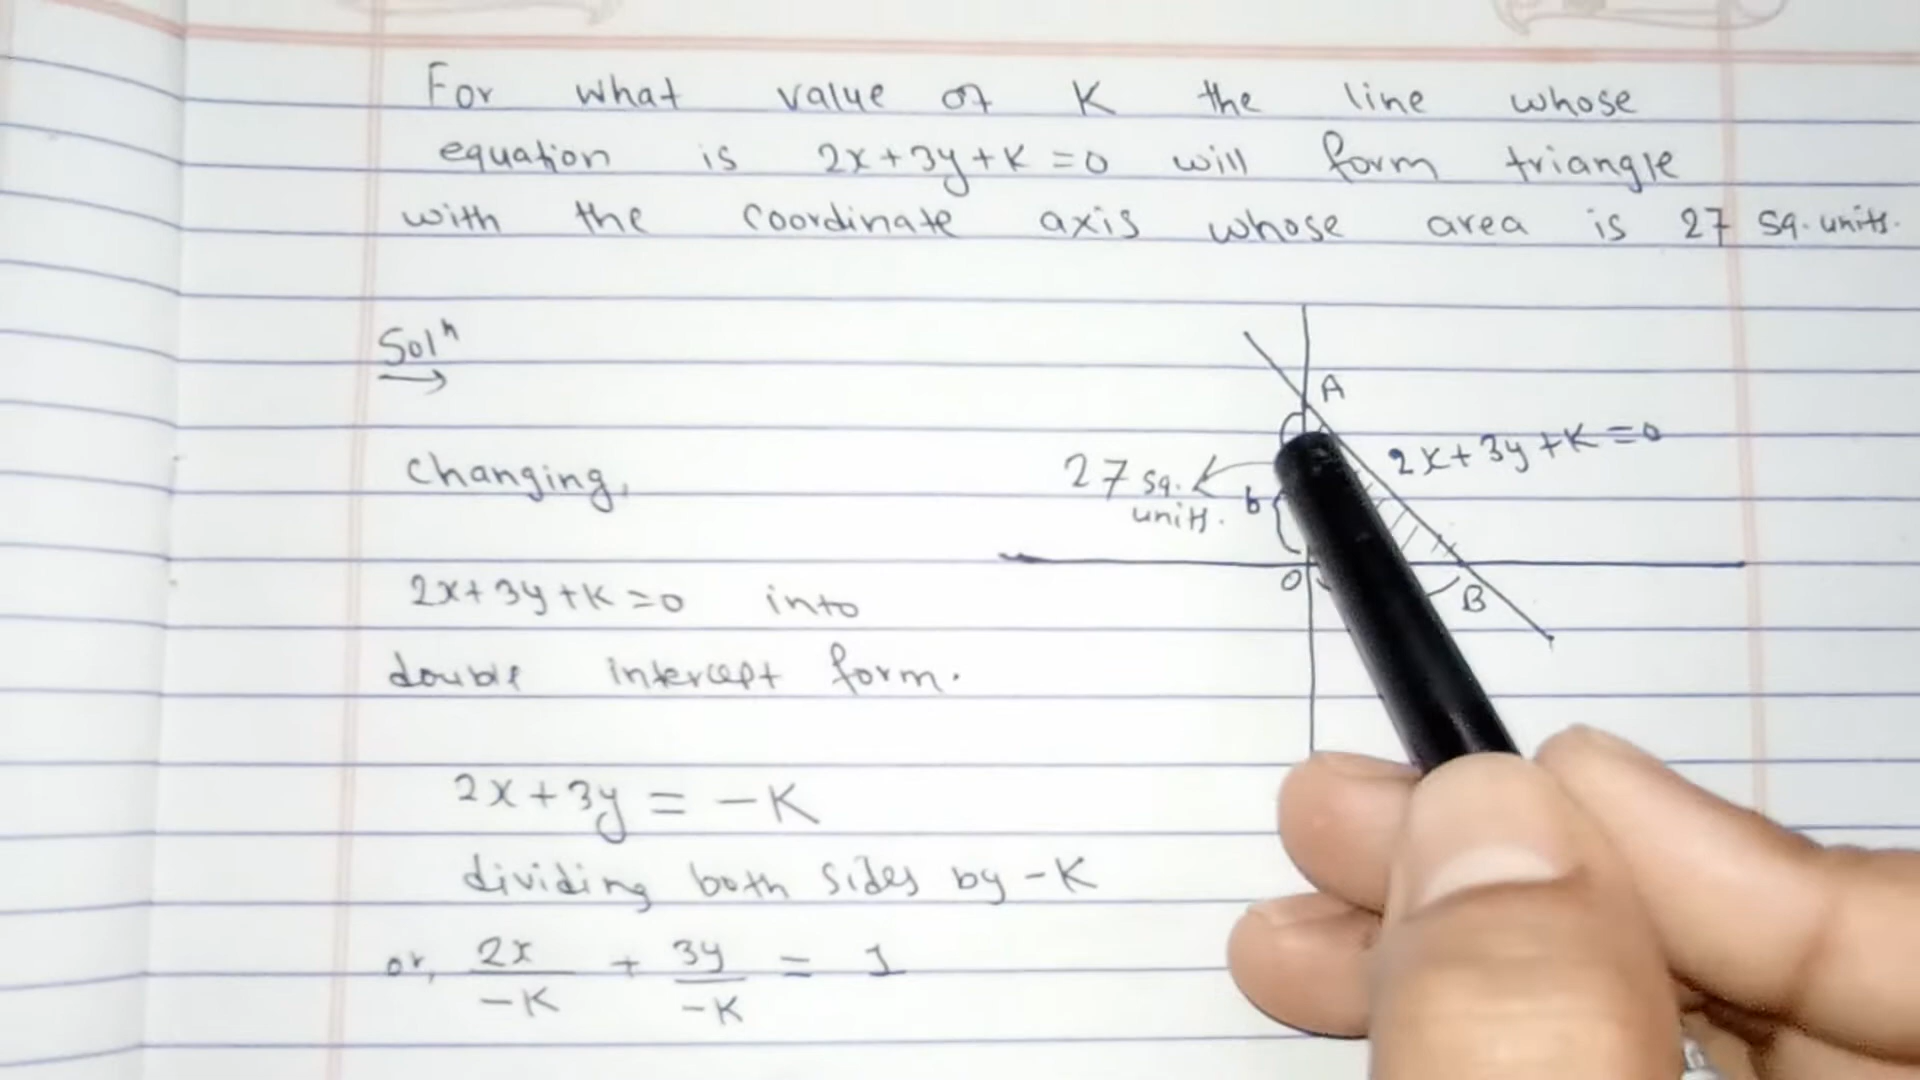 For what value of K the line whose
equation is 2x+3y+K=0 will form triangle
with the coordinate axis whose area is 27 sq. units.
Solⁿ
A
2x+3y+K=0
27 sq.
units.
b
O
B
Changing,
2x+3y+K=0 into
double intercept form.
2x+3y = -K
dividing both sides by -K
or, 2x/-K + 3y/-K = 1